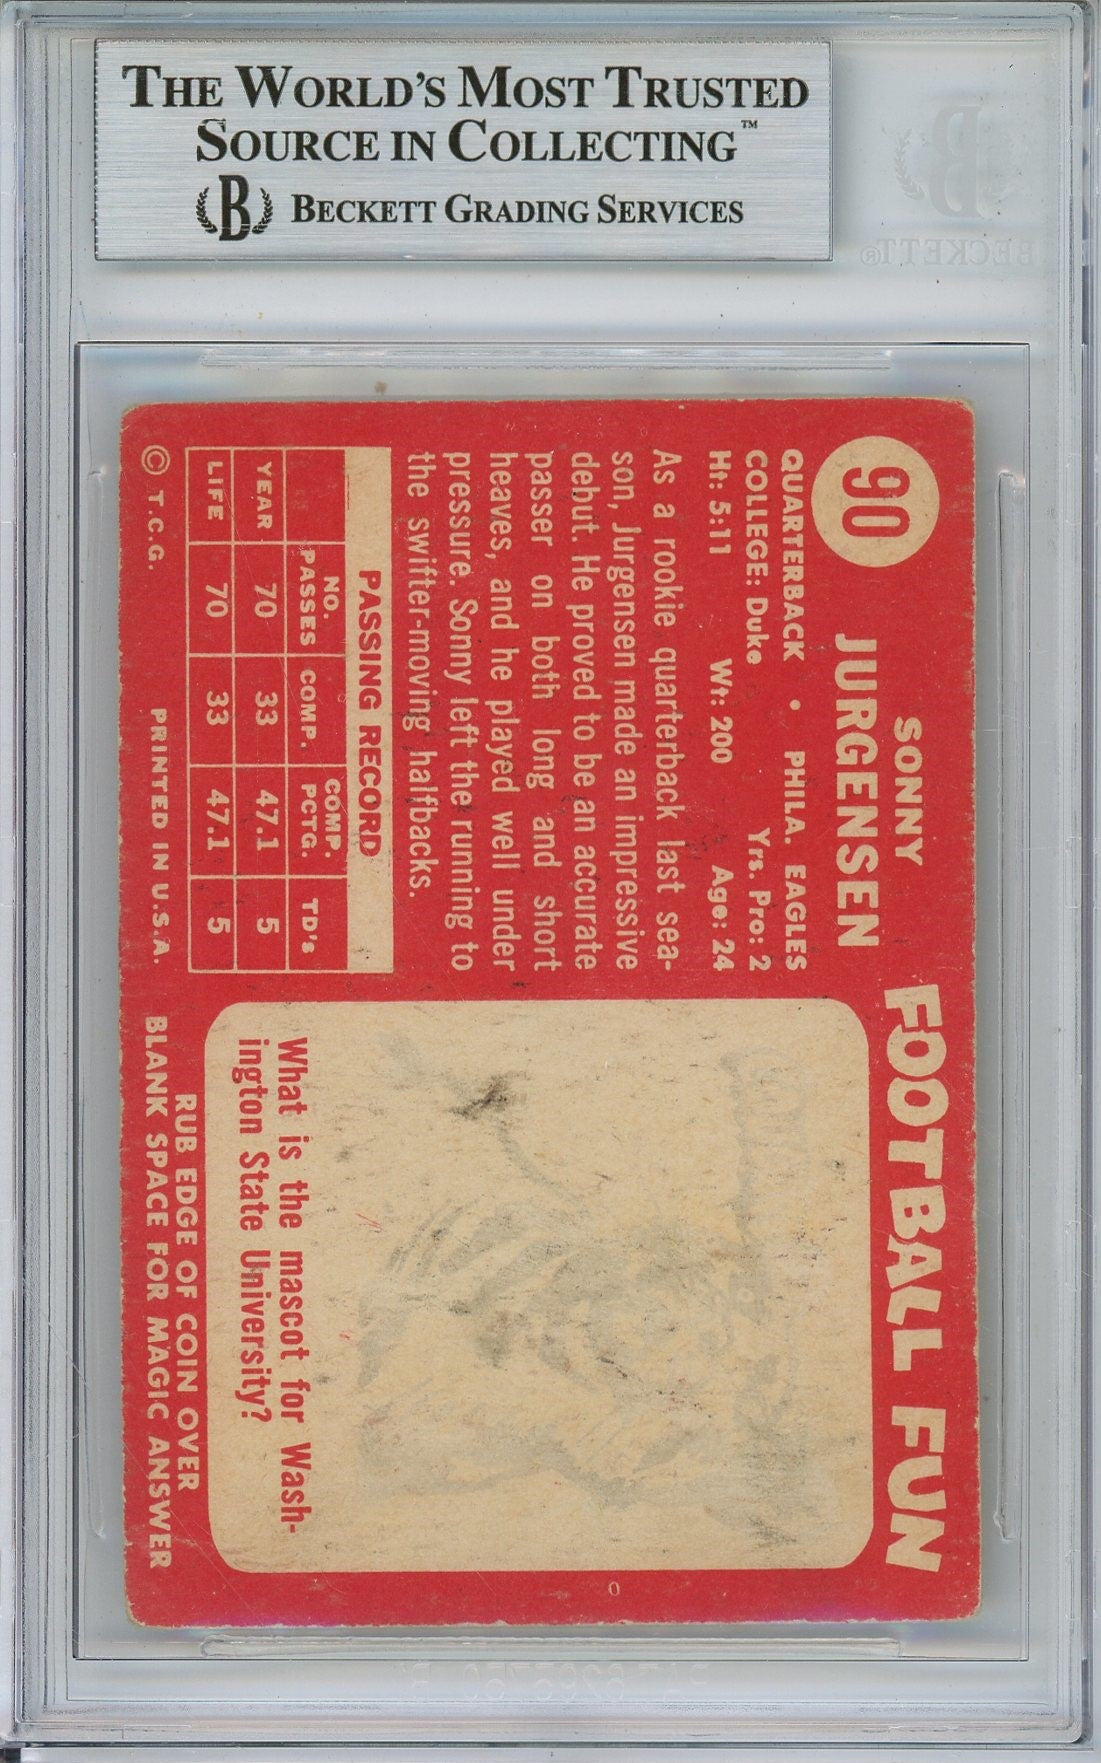 THE WORLD'S MOST TRUSTED
SOURCE IN COLLECTING™
B BECKETT GRADING SERVICES
BECKETT®
90
SONNY
JURGENSEN
QUARTERBACK • PHILA. EAGLES
COLLEGE: Duke Yrs. Pro: 2
Ht: 5:11 Wt: 200 Age: 24
As a rookie quarterback last sea-
son, Jurgensen made an impressive
debut. He proved to be an accurate
passer on both long and short
heaves, and he played well under
pressure. Sonny left the running to
the swifter-moving halfbacks.
PASSING RECORD
NO. PASSES COMP. COMP. PCTG. TD's
YEAR 70 33 47.1 5
LIFE 70 33 47.1 5
© T.C.G. PRINTED IN U.S.A.
FOOTBALL FUN
What is the mascot for Wash-
ington State University?
RUB EDGE OF COIN OVER
BLANK SPACE FOR MAGIC ANSWER